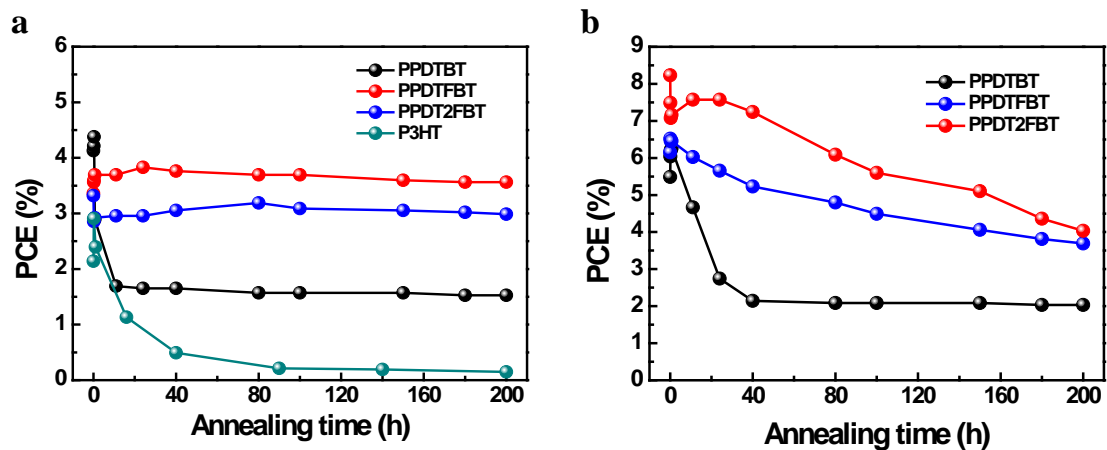 a
6
5
4
3
2
1
0
PCE (%)
0 40 80 120 160 200
Annealing time (h)
PPDTBT
PPDTFBT
PPDT2FBT
P3HT
b
9
8
7
6
5
4
3
2
1
0
PCE (%)
0 40 80 120 160 200
Annealing time (h)
PPDTBT
PPDTFBT
PPDT2FBT